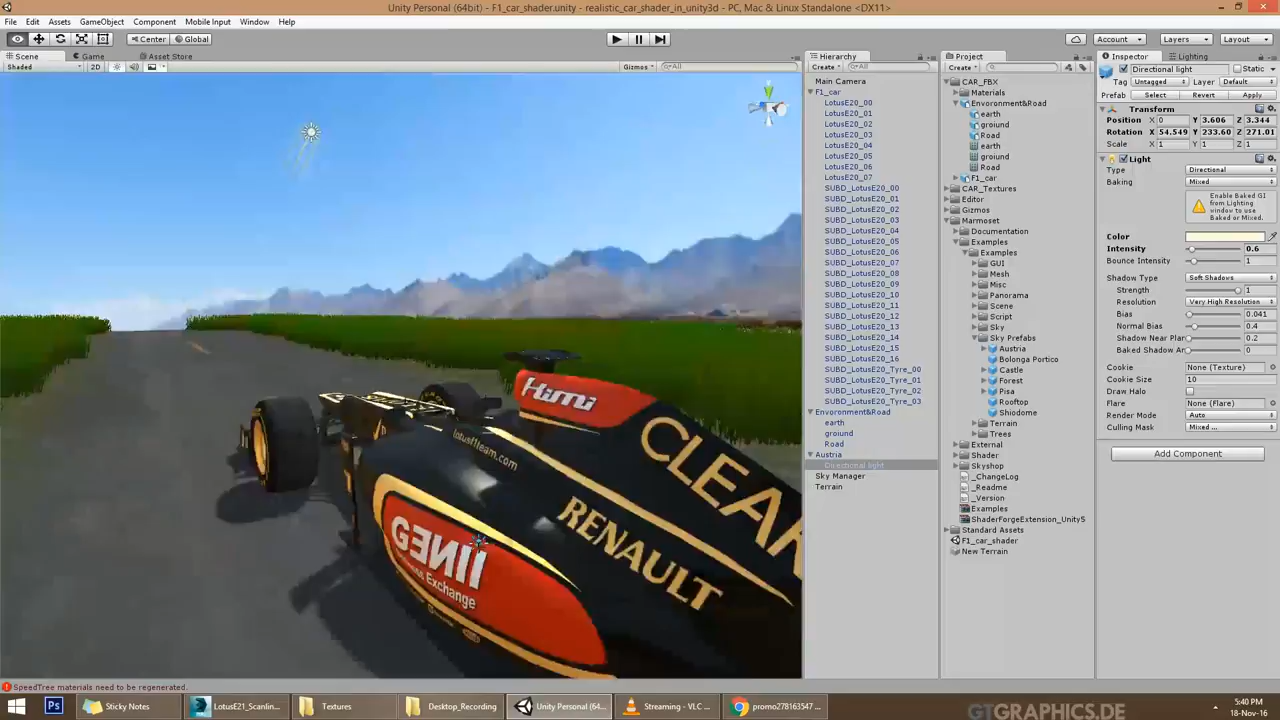 Unity Personal (64bit) - F1_car_shader.unity - realistic_car_shader_in_unity3d - PC, Mac & Linux Standalone <DX11>
File Edit Assets GameObject Component Mobile Input Window Help
Center Global Account Layers Layout
Scene Game Asset Store
Shaded 2D Gizmos All
Hierarchy
Create All
Main Camera
F1_car
LotusE20_00
LotusE20_01
LotusE20_02
LotusE20_03
LotusE20_04
LotusE20_05
LotusE20_06
LotusE20_07
SUBD_LotusE20_00
SUBD_LotusE20_01
SUBD_LotusE20_02
SUBD_LotusE20_03
SUBD_LotusE20_04
SUBD_LotusE20_05
SUBD_LotusE20_06
SUBD_LotusE20_07
SUBD_LotusE20_08
SUBD_LotusE20_09
SUBD_LotusE20_10
SUBD_LotusE20_11
SUBD_LotusE20_12
SUBD_LotusE20_13
SUBD_LotusE20_14
SUBD_LotusE20_15
SUBD_LotusE20_16
SUBD_LotusE20_Tyre_00
SUBD_LotusE20_Tyre_01
SUBD_LotusE20_Tyre_02
SUBD_LotusE20_Tyre_03
Envoronment&Road
earth
groiund
Road
Austria
Directional light
Sky Manager
Terrain
Project
Create
CAR_FBX
Materials
Envoronment&Road
earth
groiund
Road
earth
groiund
Road
F1_car
CAR_Textures
Editor
Gizmos
Marmoset
Documentation
Examples
Examples
GUI
Mesh
Misc
Panorama
Scene
Script
Sky
Sky Prefabs
Austria
Bolonga Portico
Castle
Forest
Pisa
Rooftop
Shiodome
Terrain
Trees
External
Shader
Skyshop
_ChangeLog
_Readme
_Version
Examples
ShaderForgeExtension_Unity5
Standard Assets
F1_car_shader
New Terrain
Inspector Lighting
Directional light Static
Tag Untagged Layer Default
Prefab Select Revert Apply
Transform
Position X 0 Y 3.606 Z 3.344
Rotation X 54.549 Y 233.60 Z 271.01
Scale X 1 Y 1 Z 1
Light
Type Directional
Baking Mixed
Enable Baked GI
from Lighting
window to use
Baked or Mixed.
Color
Intensity 0.6
Bounce Intensity 1
Shadow Type Soft Shadows
Strength 1
Resolution Very High Resolution
Bias 0.041
Normal Bias 0.4
Shadow Near Plar 0.2
Baked Shadow Ar 0
Cookie None (Texture)
Cookie Size 10
Draw Halo
Flare None (Flare)
Render Mode Auto
Culling Mask Mixed ...
Add Component
lotusf1team.com
CLEAR
RENAULT
GENII
Exchange
SpeedTree materials need to be regenerated.
Ps Sticky Notes LotusE21_Scanlin... Textures Desktop_Recording Unity Personal (64... Streaming - VLC ... promo278163547 ...
5:40 PM
18-Nov-16
GTGRAPHICS.DE